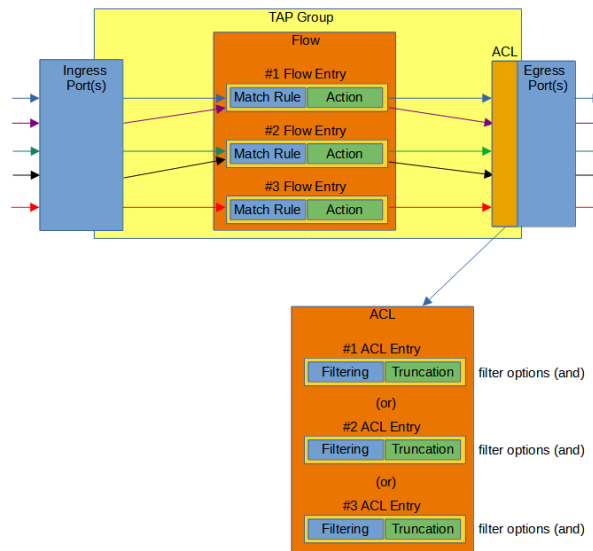 TAP Group
Flow
ACL
Ingress
Port(s)
Egress
Port(s)
#1 Flow Entry
Match Rule Action
#2 Flow Entry
Match Rule Action
#3 Flow Entry
Match Rule Action
ACL
#1 ACL Entry
Filtering Truncation filter options (and)
(or)
#2 ACL Entry
Filtering Truncation filter options (and)
(or)
#3 ACL Entry
Filtering Truncation filter options (and)